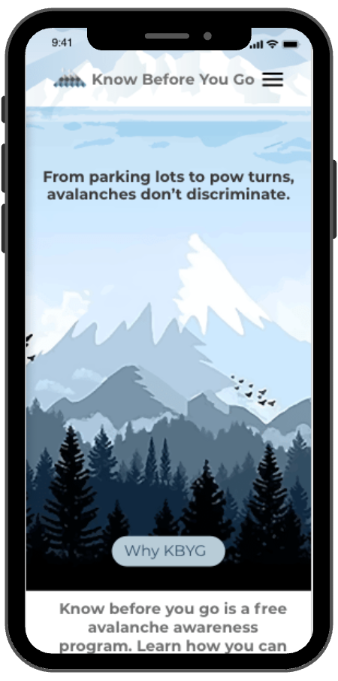 9:41
Know Before You Go
From parking lots to pow turns,
avalanches don't discriminate.
Why KBYG
Know before you go is a free
avalanche awareness
program. Learn how you can